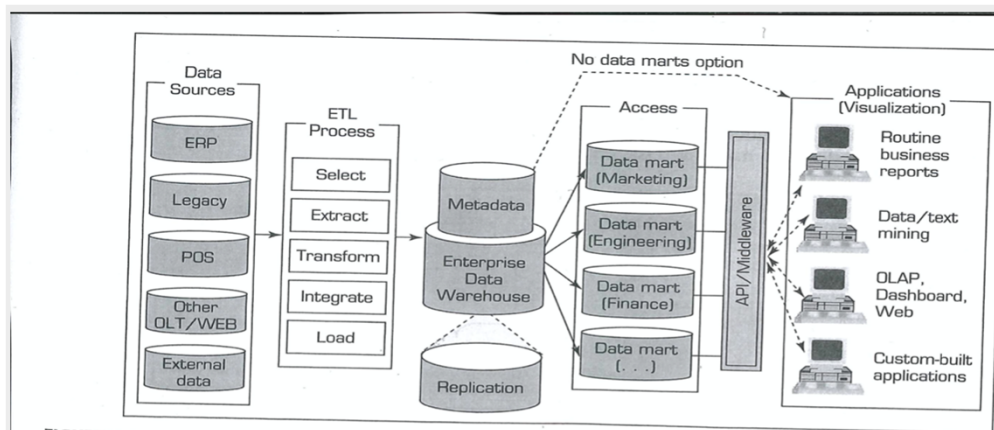 No data marts option
Data
Sources
ERP
Legacy
POS
Other
OLT/WEB
External
data
ETL
Process
Select
Extract
Transform
Integrate
Load
Metadata
Enterprise
Data
Warehouse
Replication
Access
Data mart
(Marketing)
Data mart
(Engineering)
Data mart
(Finance)
Data mart
(. . .)
API/Middleware
Applications
(Visualization)
Routine
business
reports
Data/text
mining
OLAP,
Dashboard,
Web
Custom-built
applications